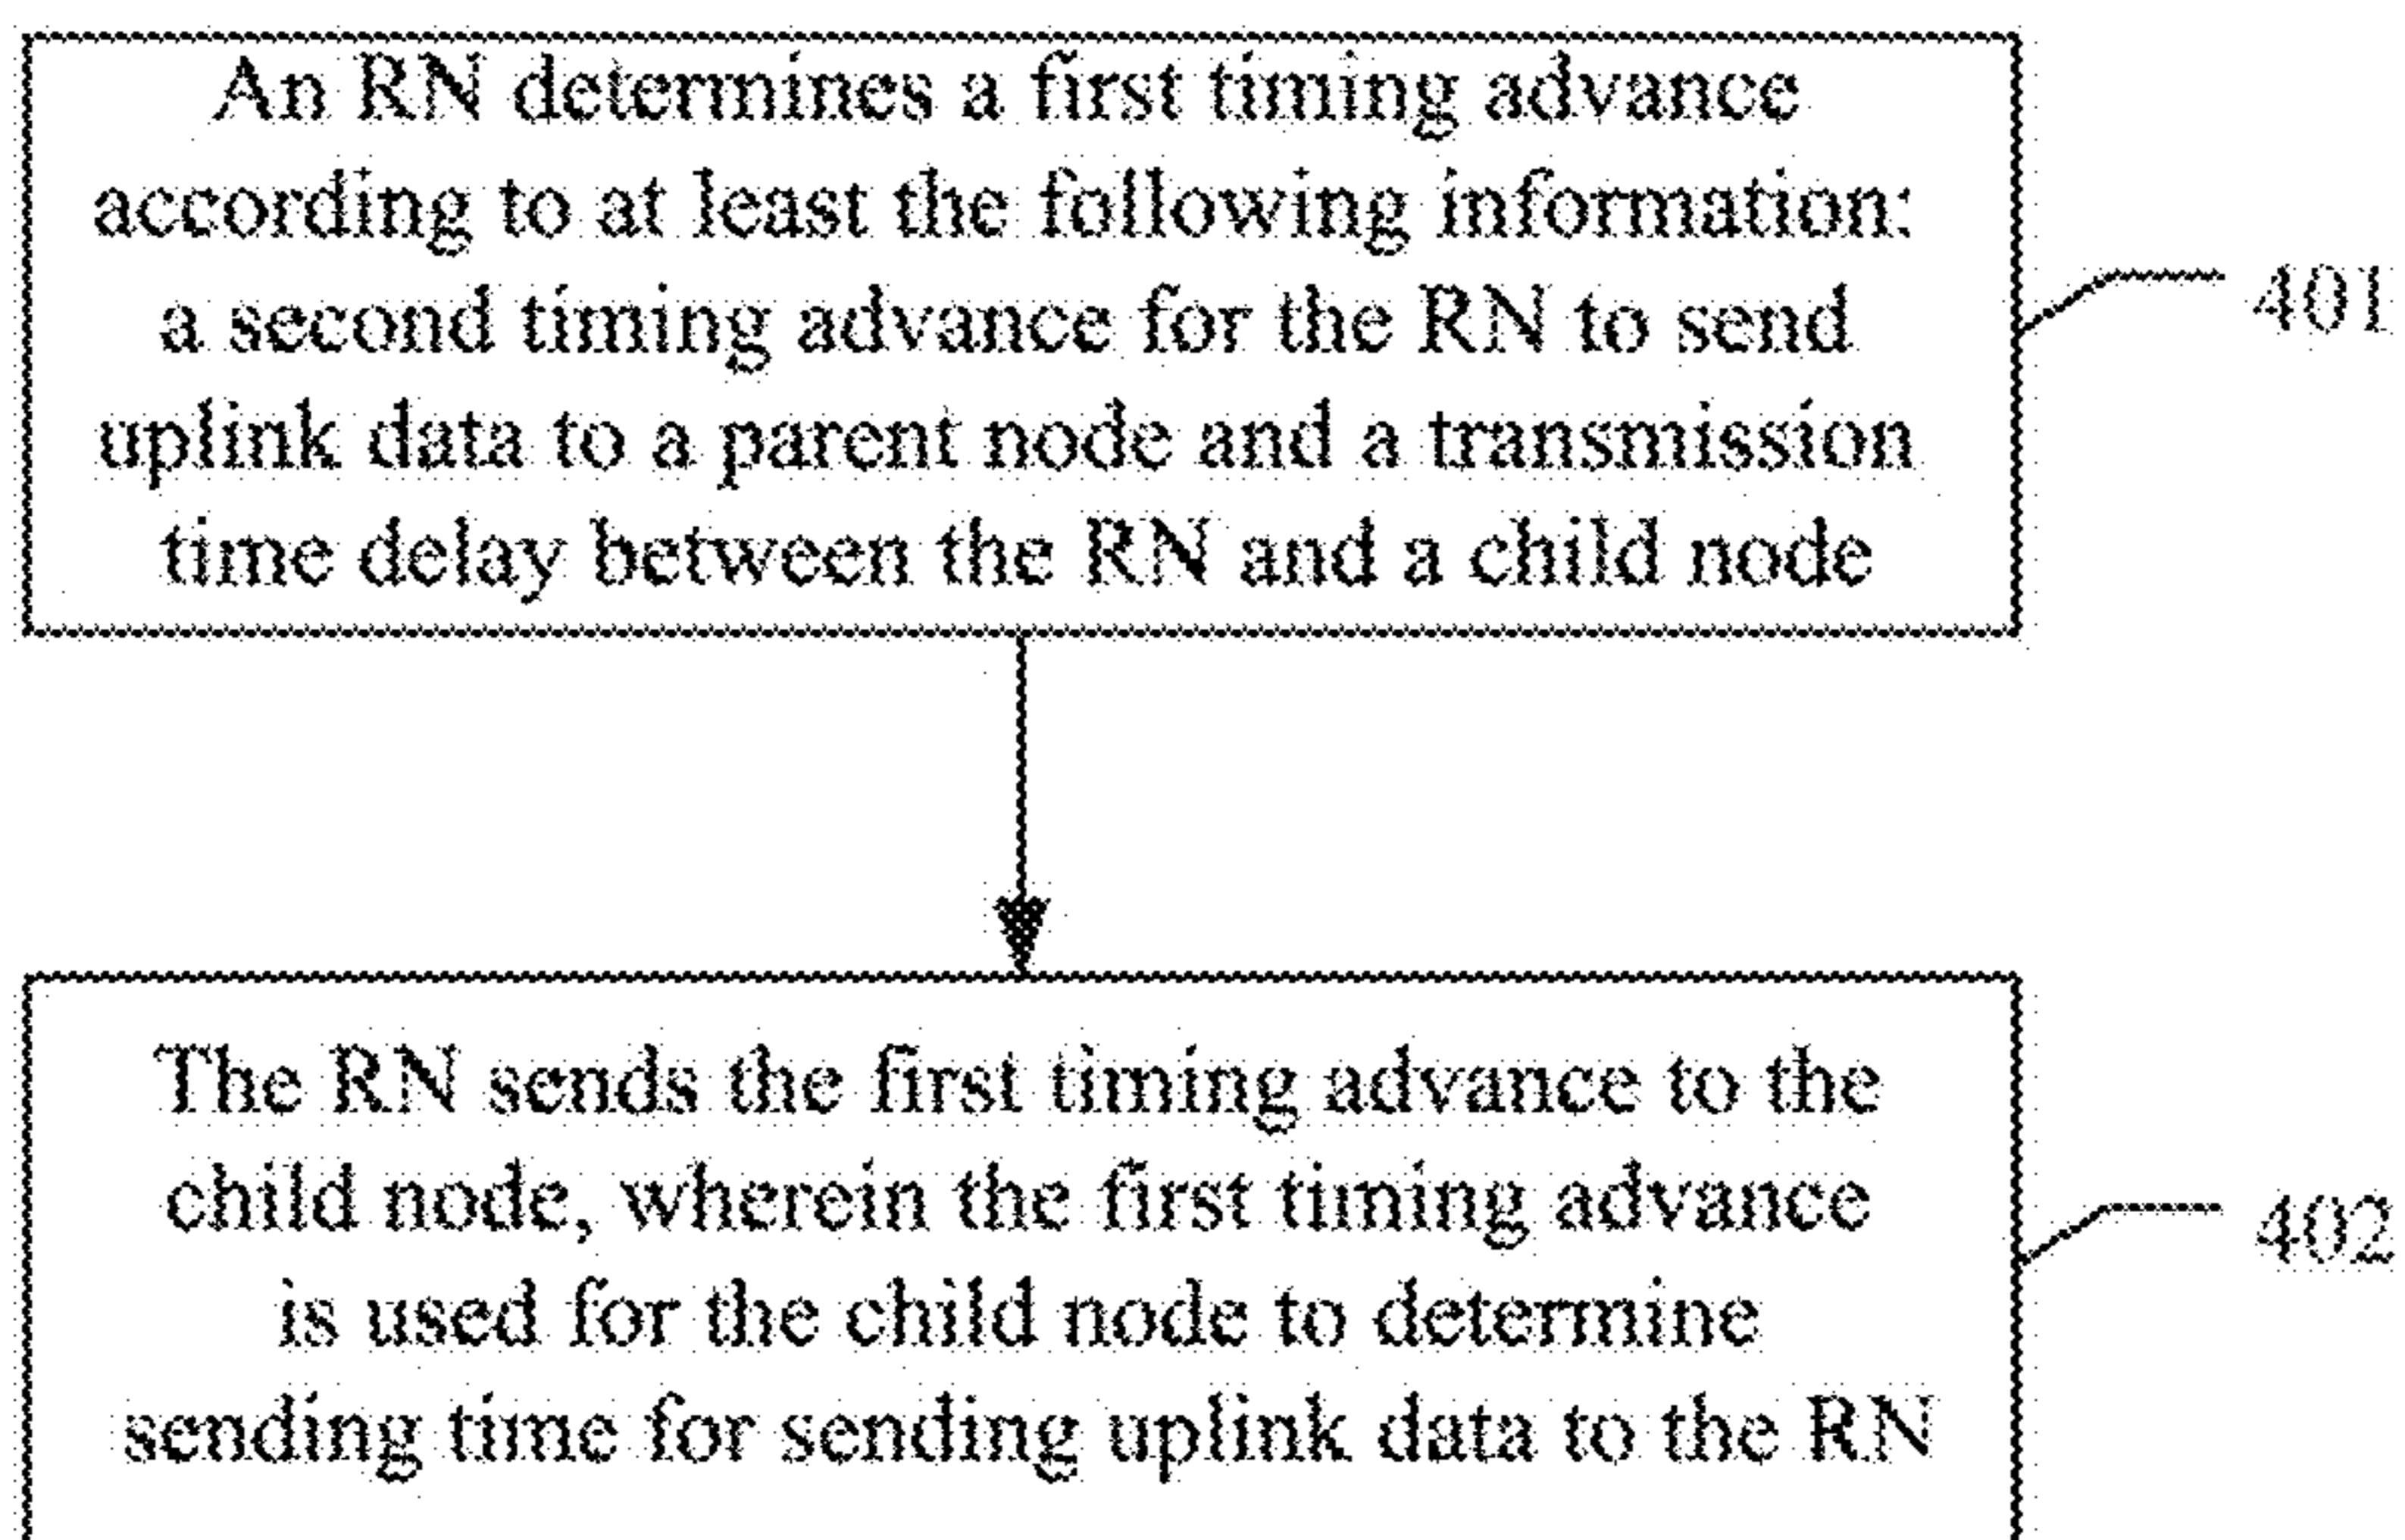 An RN determines a first timing advance
according to at least the following information:
a second timing advance for the RN to send
uplink data to a parent node and a transmission
time delay between the RN and a child node
401
The RN sends the first timing advance to the
child node, wherein the first timing advance
is used for the child node to determine
sending time for sending uplink data to the RN
402